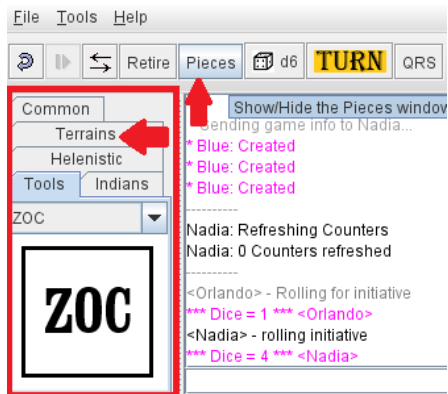 File Tools Help
Retire Pieces d6 TURN QRS
Show/Hide the Pieces window
Common
Terrains
Helenistic
Tools Indians
ZOC
ZOC
* Sending game info to Nadia...
* Blue: Created
* Blue: Created
* Blue: Created
----------
Nadia: Refreshing Counters
Nadia: 0 Counters refreshed
----------
<Orlando> - Rolling for initiative
*** Dice = 1 *** <Orlando>
<Nadia> - rolling initiative
*** Dice = 4 *** <Nadia>